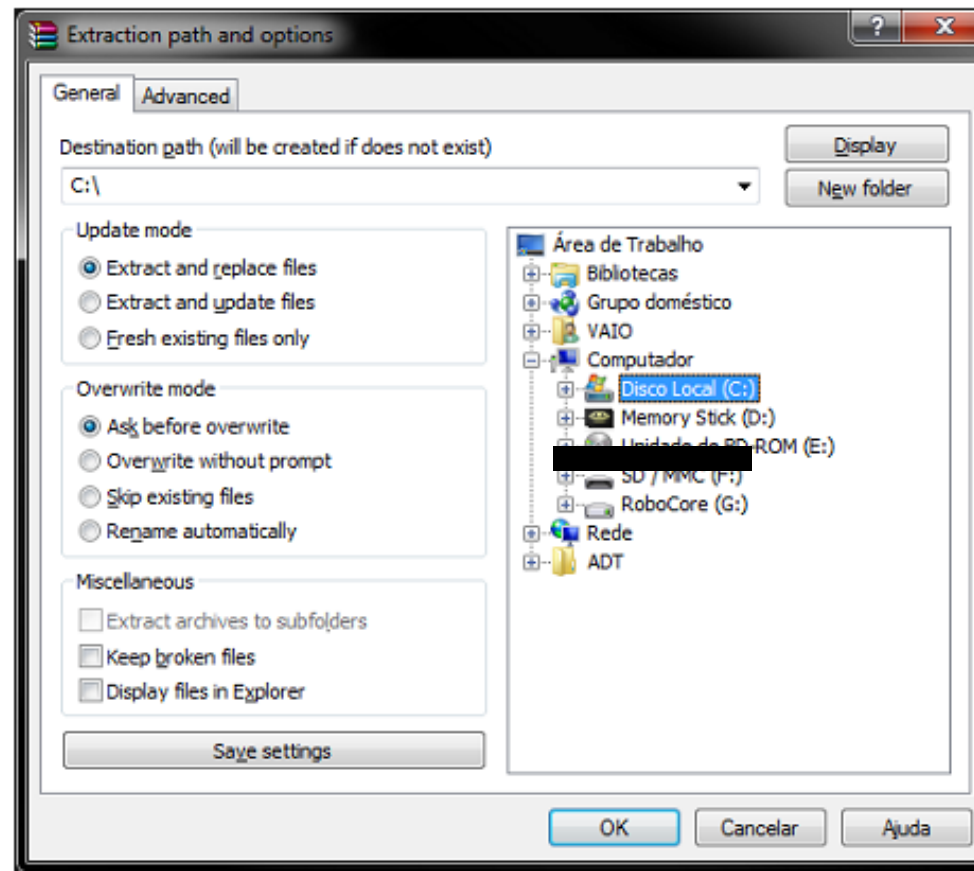 Extraction path and options
General
Advanced
Destination path (will be created if does not exist)
Display
C:\
New folder
Update mode
Extract and replace files
Extract and update files
Fresh existing files only
Overwrite mode
Ask before overwrite
Overwrite without prompt
Skip existing files
Rename automatically
Miscellaneous
Extract archives to subfolders
Keep broken files
Display files in Explorer
Save settings
Área de Trabalho
Bibliotecas
Grupo doméstico
VAIO
Computador
Disco Local (C:)
Memory Stick (D:)
(E:)
SD / MMC (F:)
RoboCore (G:)
Rede
ADT
OK
Cancelar
Ajuda